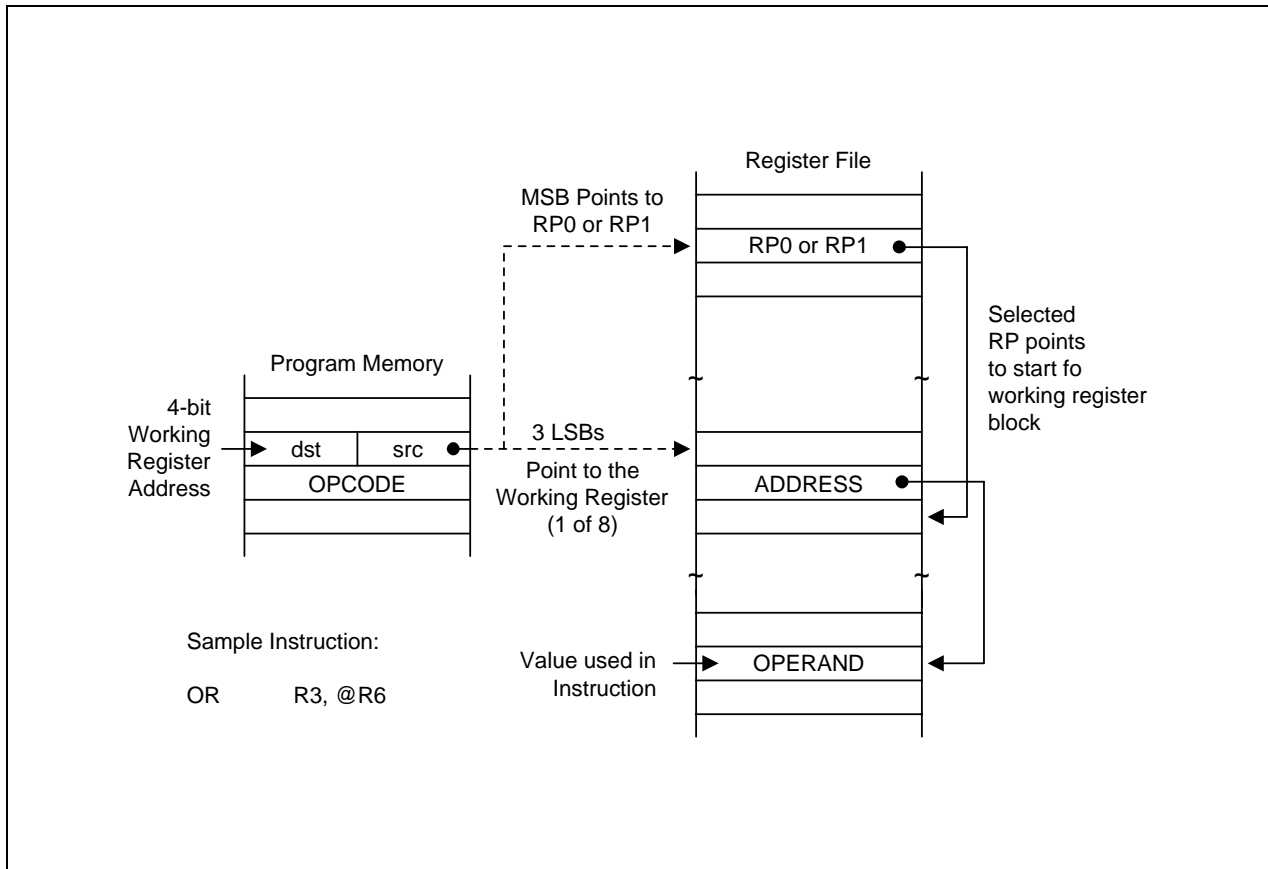 Register File
MSB Points to
RP0 or RP1
RP0 or RP1
Selected
RP points
to start fo
working register
block
Program Memory
4-bit
Working
Register
Address
dst
src
OPCODE
3 LSBs
Point to the
Working Register
(1 of 8)
ADDRESS
~
~
~
~
Sample Instruction:
OR R3, @R6
Value used in
Instruction
OPERAND